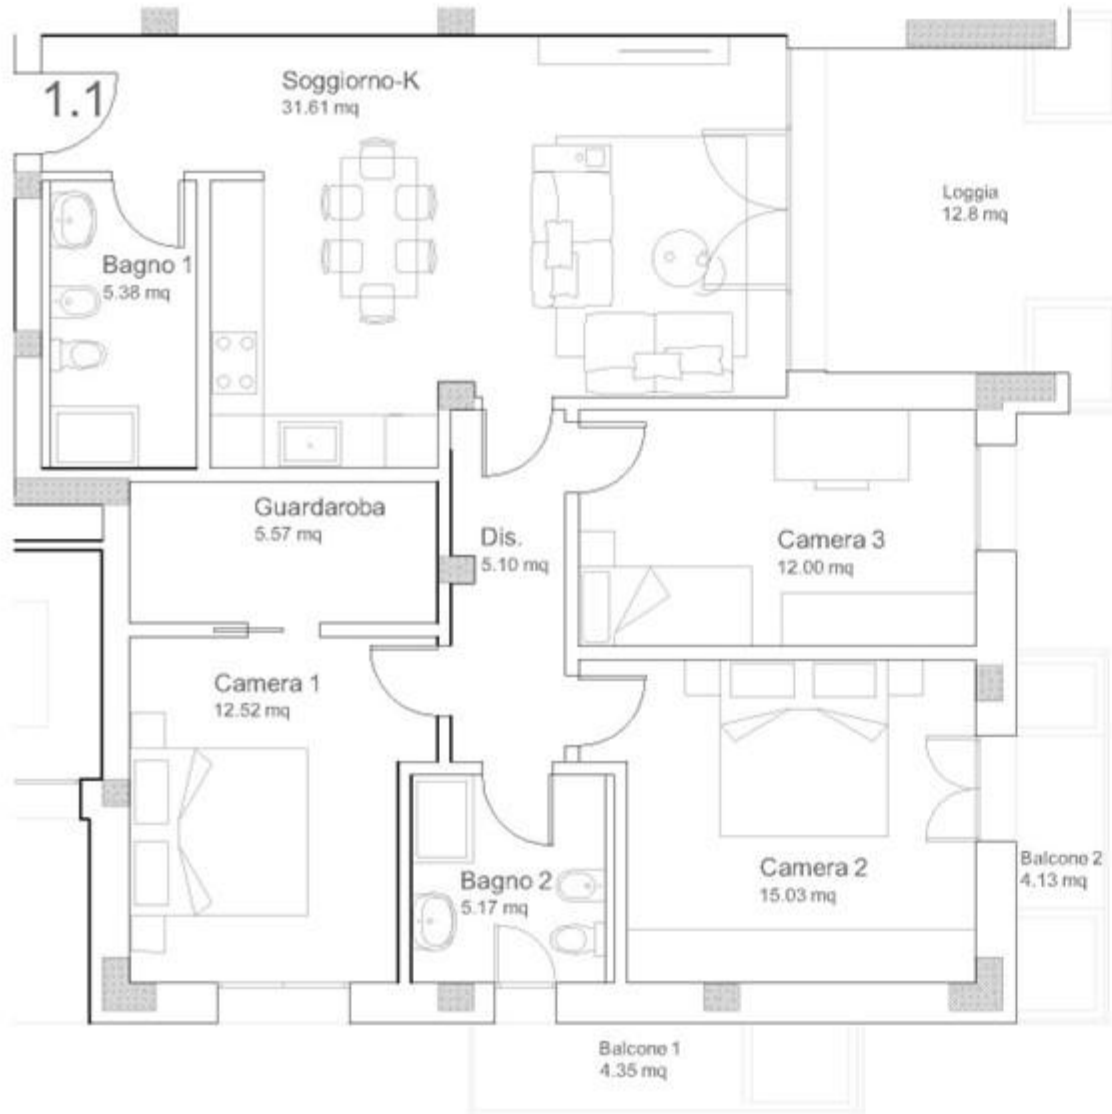 1.1
Soggiorno-K
31.61 mq
Loggia
12.8 mq
Bagno 1
5.38 mq
Guardaroba
5.57 mq
Dis.
5.10 mq
Camera 3
12.00 mq
Camera 1
12.52 mq
Camera 2
15.03 mq
Balcone 2
4.13 mq
Bagno 2
5.17 mq
Balcone 1
4.35 mq